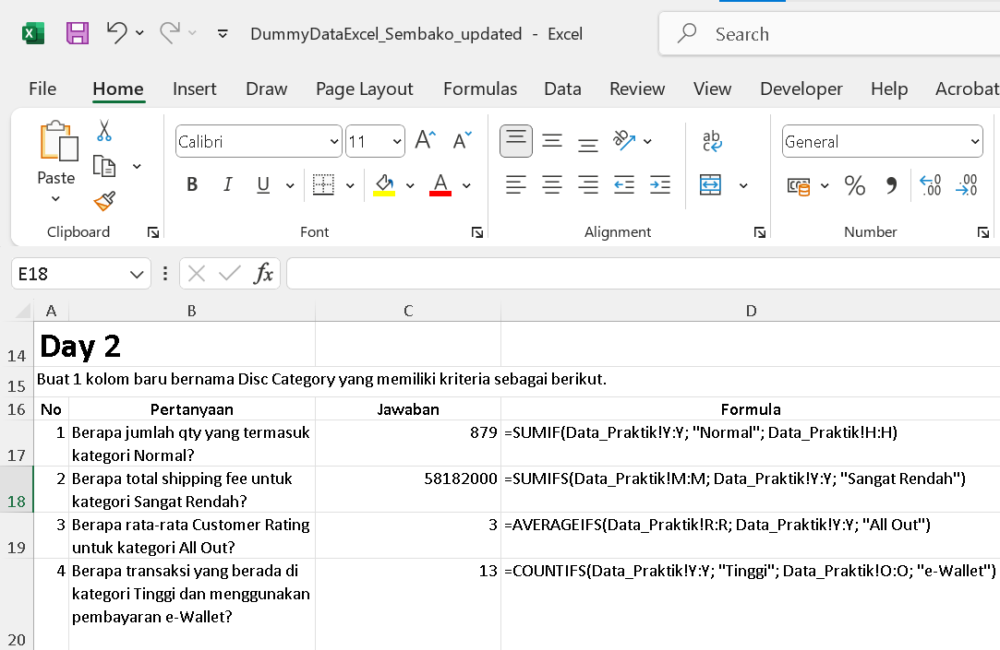 DummyDataExcel_Sembako_updated - Excel
Search
File Home Insert Draw Page Layout Formulas Data Review View Developer Help Acrobat
Calibri 11 A A General
Paste B I U A ab c % , .00 .00
Clipboard Font Alignment Number
E18 fx
A B C D
14 Day 2
15 Buat 1 kolom baru bernama Disc Category yang memiliki kriteria sebagai berikut.
16 No Pertanyaan Jawaban Formula
1 Berapa jumlah qty yang termasuk 879 =SUMIF(Data_Praktik!Y:Y; "Normal"; Data_Praktik!H:H)
17 kategori Normal?
2 Berapa total shipping fee untuk 58182000 =SUMIFS(Data_Praktik!M:M; Data_Praktik!Y:Y; "Sangat Rendah")
18 kategori Sangat Rendah?
3 Berapa rata-rata Customer Rating 3 =AVERAGEIFS(Data_Praktik!R:R; Data_Praktik!Y:Y; "All Out")
19 untuk kategori All Out?
4 Berapa transaksi yang berada di 13 =COUNTIFS(Data_Praktik!Y:Y; "Tinggi"; Data_Praktik!O:O; "e-Wallet")
kategori Tinggi dan menggunakan
pembayaran e-Wallet?
20